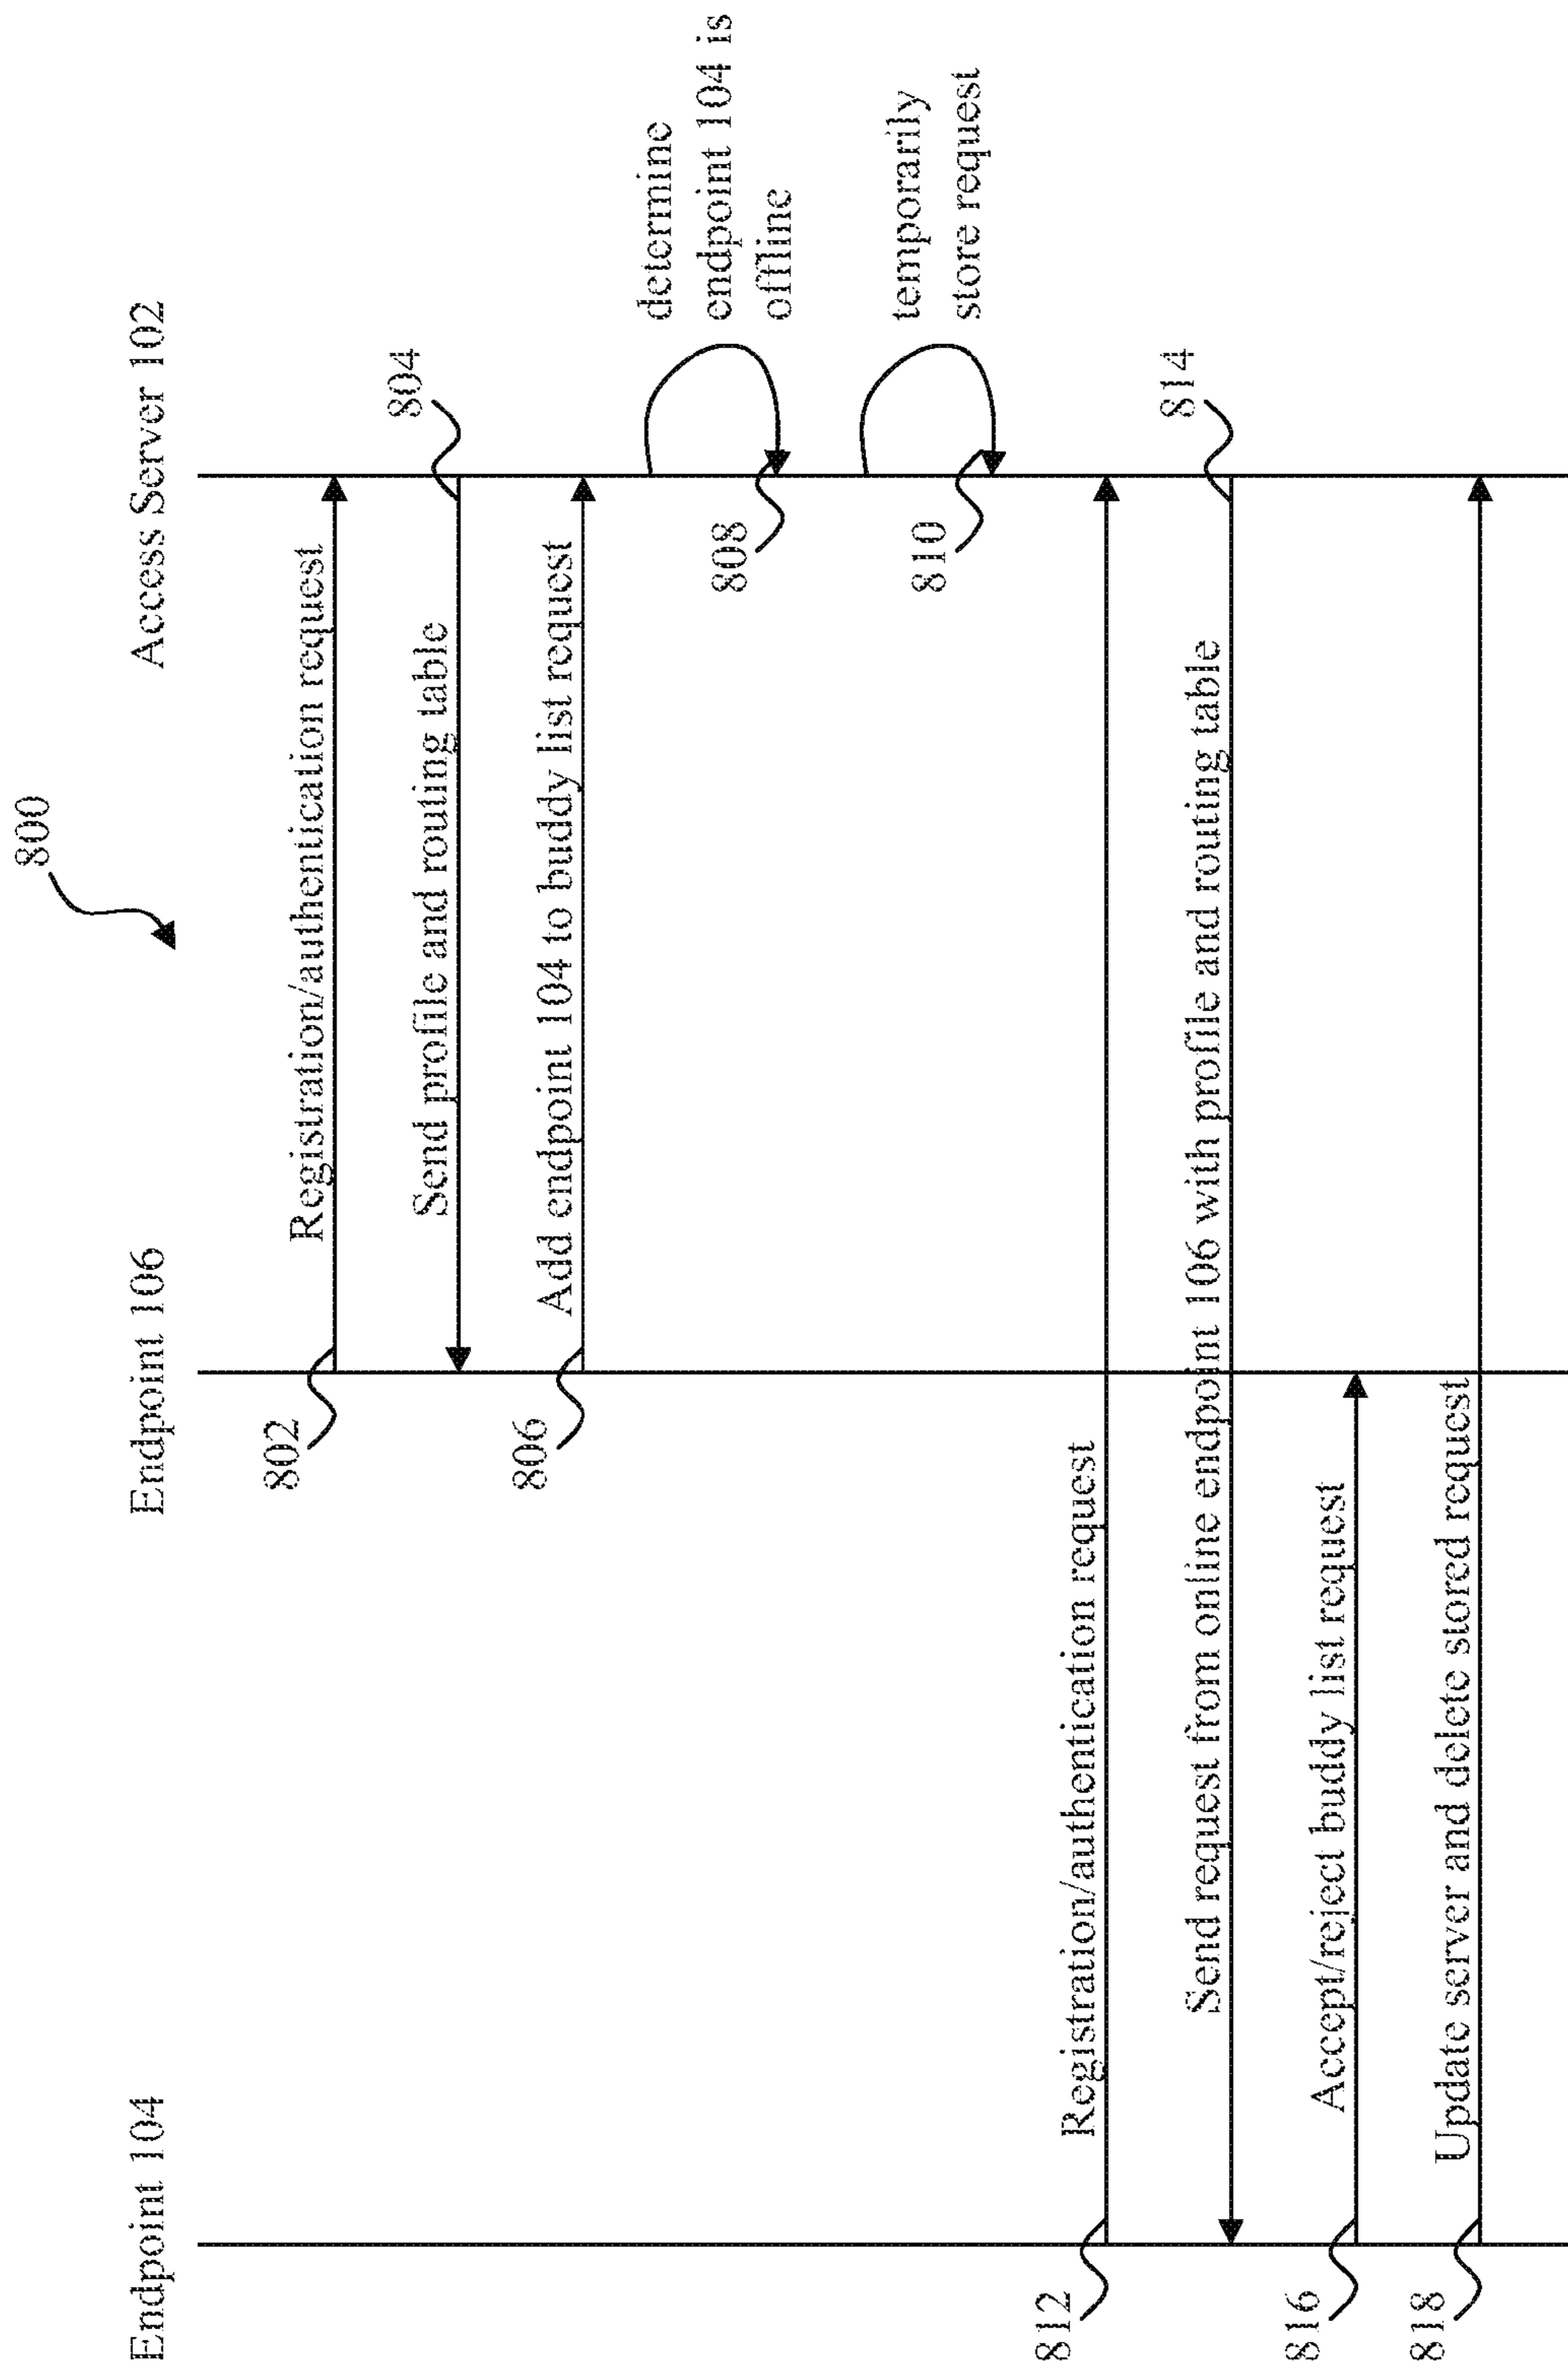 800
Endpoint 104
Endpoint 106
Access Server 102
802
Registration/authentication request
Send profile and routing table
804
806
Add endpoint 104 to buddy list request
determine
endpoint 104 is
offline
808
temporarily
store request
810
812
Registration/authentication request
Send request from online endpoint 106 with profile and routing table
814
816
Accept/reject buddy list request
818
Update server and delete stored request